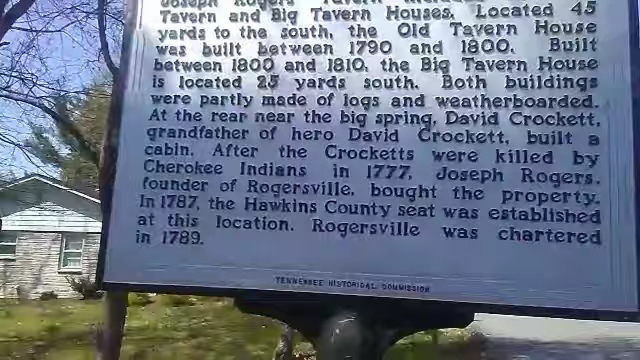 Joseph Rogers Tavern
Tavern and Big Tavern Houses. Located 45
yards to the south, the Old Tavern House
was built between 1790 and 1800. Built
between 1800 and 1810, the Big Tavern House
is located 25 yards south. Both buildings
were partly made of logs and weatherboarded.
At the rear near the big spring, David Crockett,
grandfather of hero David Crockett, built a
cabin. After the Crocketts were killed by
Cherokee Indians in 1777, Joseph Rogers,
founder of Rogersville, bought the property.
In 1787, the Hawkins County seat was established
at this location. Rogersville was chartered
in 1789.
TENNESSEE HISTORICAL COMMISSION